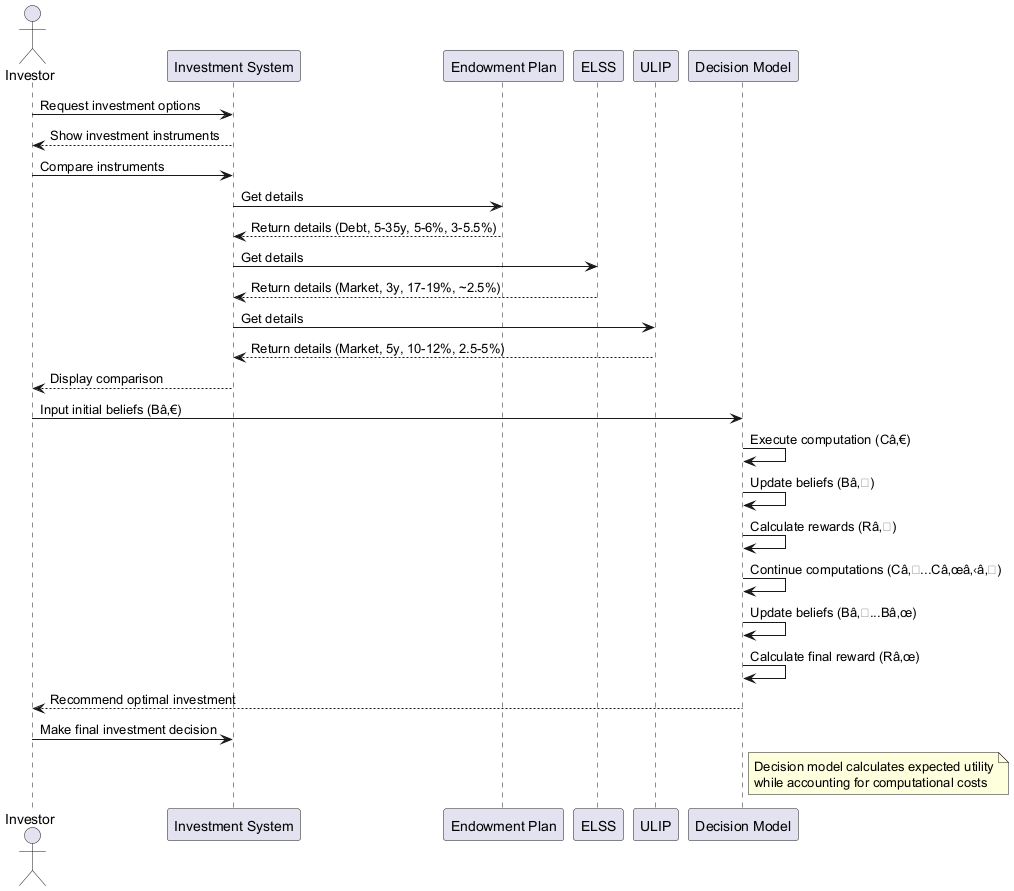 Investor
Investment System
Endowment Plan
ELSS
ULIP
Decision Model
Request investment options
Show investment instruments
Compare instruments
Get details
Return details (Debt, 5-35y, 5-6%, 3-5.5%)
Get details
Return details (Market, 3y, 17-19%, ~2.5%)
Get details
Return details (Market, 5y, 10-12%, 2.5-5%)
Display comparison
Input initial beliefs (Bâ‚€)
Execute computation (Câ‚€)
Update beliefs (Bâ‚□)
Calculate rewards (Râ‚□)
Continue computations (Câ‚□...Câ‚œâ‚‹â‚□)
Update beliefs (Bâ‚□...Bâ‚œ)
Calculate final reward (Râ‚œ)
Recommend optimal investment
Make final investment decision
Decision model calculates expected utility
while accounting for computational costs
Investor
Investment System
Endowment Plan
ELSS
ULIP
Decision Model